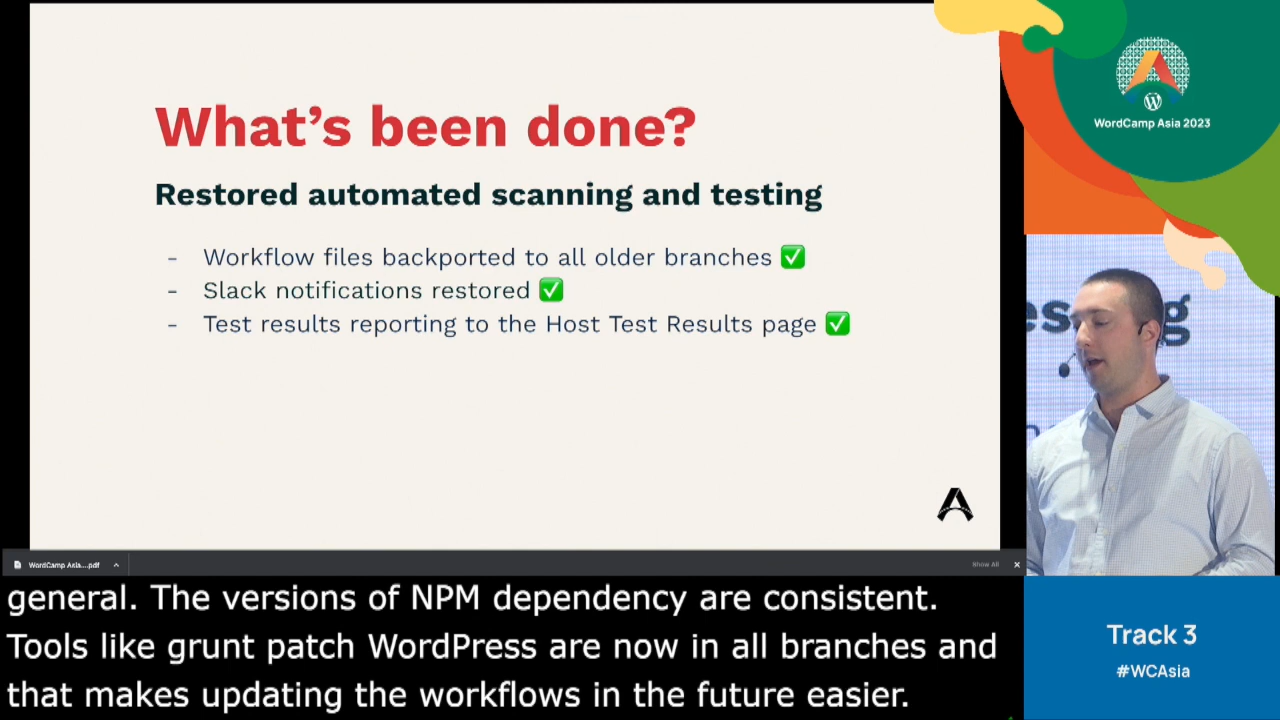 What's been done?
Restored automated scanning and testing
- Workflow files backported to all older branches ✅
- Slack notifications restored ✅
- Test results reporting to the Host Test Results page ✅
WordCamp Asia....pdf
Show All
general. The versions of NPM dependency are consistent.
Tools like grunt patch WordPress are now in all branches and
that makes updating the workflows in the future easier.
WordCamp Asia 2023
Track 3
#WCAsia